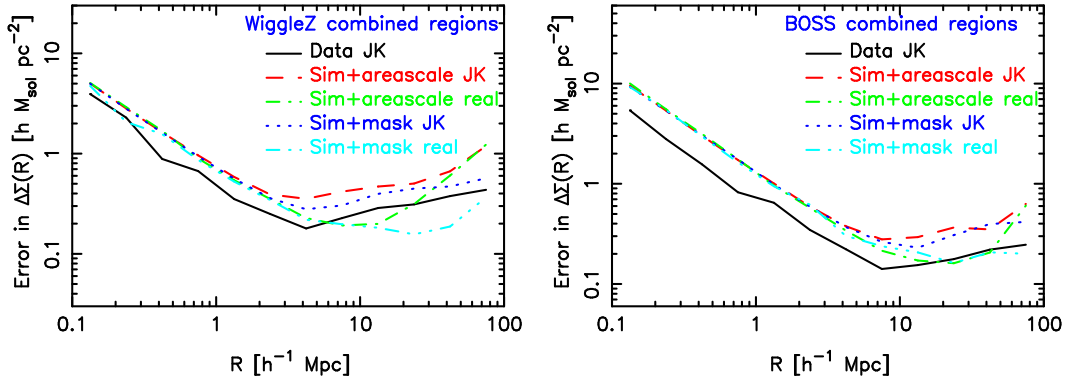 WiggleZ combined regions
Data JK
Sim+areascale JK
Sim+areascale real
Sim+mask JK
Sim+mask real
Error in ΔΣ(R) [h M_sol pc^-2]
10
1
0.1
0.1 1 10 100
R [h^-1 Mpc]
BOSS combined regions
Data JK
Sim+areascale JK
Sim+areascale real
Sim+mask JK
Sim+mask real
Error in ΔΣ(R) [h M_sol pc^-2]
10
1
0.1
0.1 1 10 100
R [h^-1 Mpc]